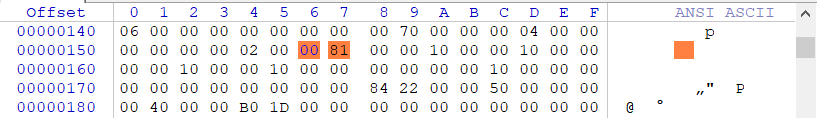 Offset 0 1 2 3 4 5 6 7 8 9 A B C D E F ANSI ASCII
00000140 06 00 00 00 00 00 00 00 00 70 00 00 00 04 00 00 p
00000150 00 00 00 00 02 00 00 81 00 00 10 00 00 10 00 00
00000160 00 00 10 00 00 10 00 00 00 00 00 00 10 00 00 00
00000170 00 00 00 00 00 00 00 00 84 22 00 00 50 00 00 00 „" P
00000180 00 40 00 00 B0 1D 00 00 00 00 00 00 00 00 00 00 @ °